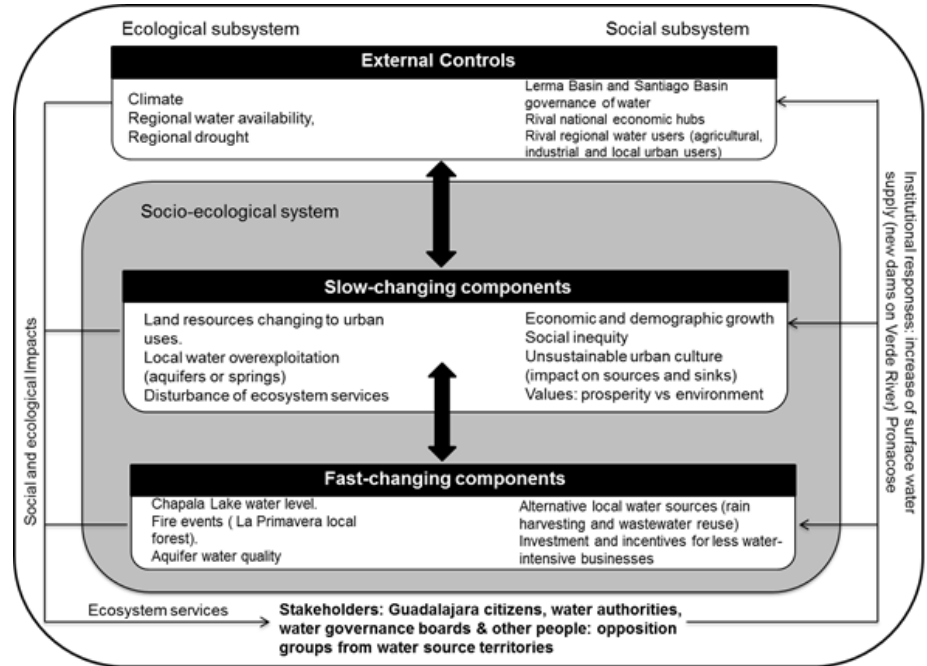 Ecological subsystem
Social subsystem
External Controls
Climate
Regional water availability,
Regional drought
Lerma Basin and Santiago Basin
governance of water
Rival national economic hubs
Rival regional water users (agricultural,
industrial and local urban users)
Socio-ecological system
Slow-changing components
Land resources changing to urban
uses.
Local water overexploitation
(aquifers or springs)
Disturbance of ecosystem services
Economic and demographic growth
Social inequity
Unsustainable urban culture
(impact on sources and sinks)
Values: prosperity vs environment
Fast-changing components
Chapala Lake water level.
Fire events ( La Primavera local
forest).
Aquifer water quality
Alternative local water sources (rain
harvesting and wastewater reuse)
Investment and incentives for less water-
intensive businesses
Social and ecological Impacts
Institutional responses: increase of surface water
supply (new dams on Verde River) Pronacose
Ecosystem services
Stakeholders: Guadalajara citizens, water authorities,
water governance boards & other people: opposition
groups from water source territories